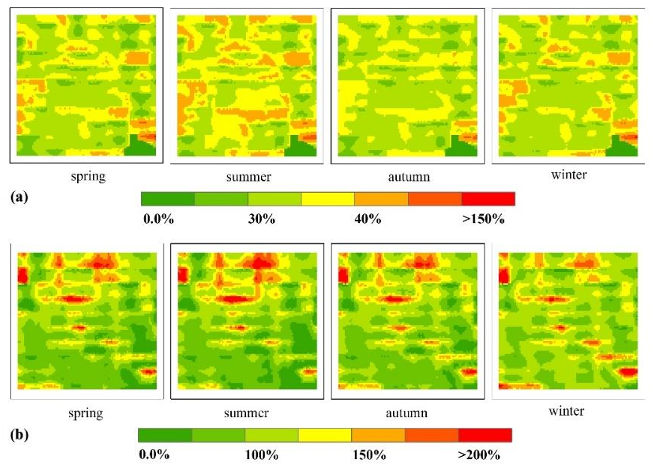 spring summer autumn winter
(a)
0.0% 30% 40% >150%
spring summer autumn winter
(b)
0.0% 100% 150% >200%